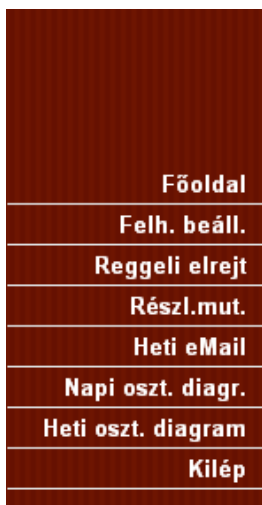 Főoldal
Felh. beáll.
Reggeli elrejt
Részl.mut.
Heti eMail
Napi oszt. diagr.
Heti oszt. diagram
Kilép